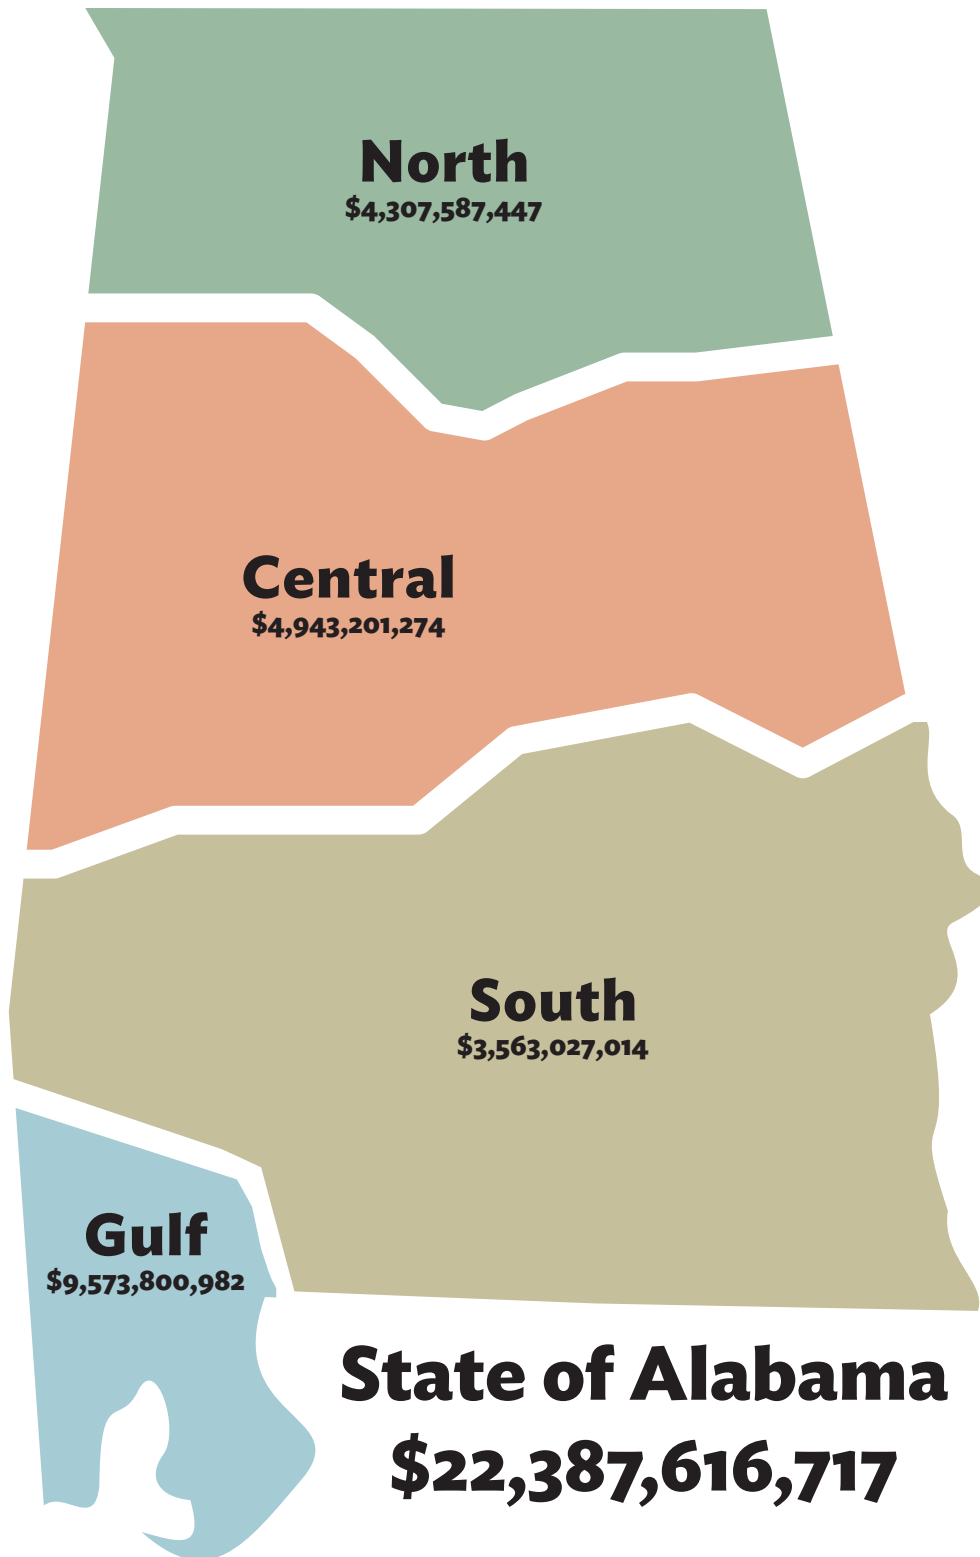 North
$4,307,587,447
Central
$4,943,201,274
South
$3,563,027,014
Gulf
$9,573,800,982
State of Alabama
$22,387,616,717